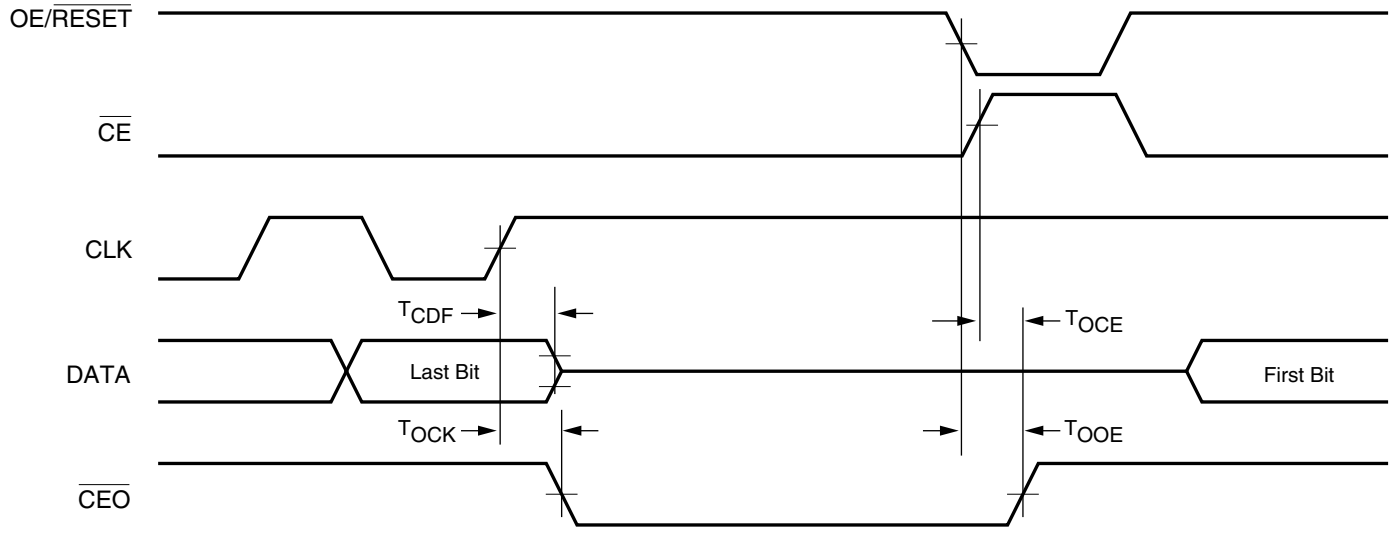 OE/RESET
CE
CLK
TCDF
TOCE
DATA
Last Bit
First Bit
TOCK
TOOE
CEO